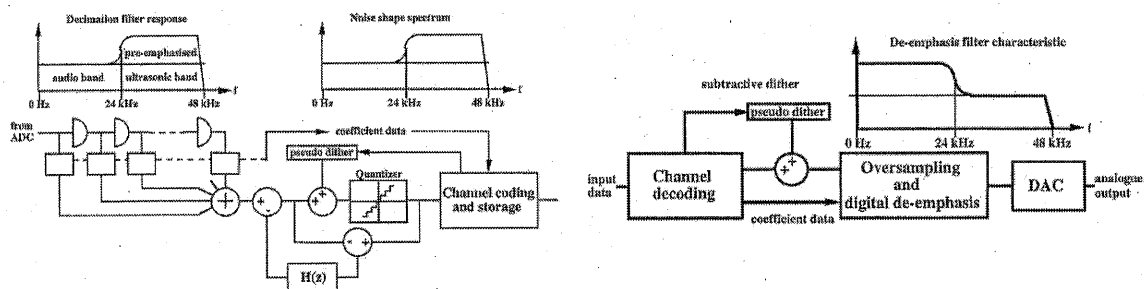 Decimation filter response
pre-emphasised
audio band
ultrasonic band
0 Hz
24 kHz
48 kHz
f
Noise shape spectrum
0 Hz
24 kHz
48 kHz
f
from
ADC
coefficient data
pseudo dither
Quantizer
Channel coding
and storage
H(z)
De-emphasis filter characteristic
subtractive dither
pseudo dither
0 Hz
24 kHz
48 kHz
f
input
data
Channel
decoding
coefficient data
Oversampling
and
digital de-emphasis
DAC
analogue
output